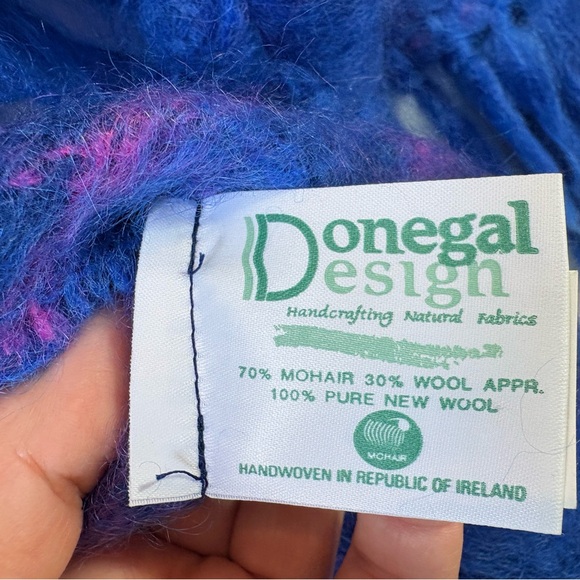 Donegal
Design
Handcrafting Natural Fabrics
70% MOHAIR 30% WOOL APPR.
100% PURE NEW WOOL
MOHAIR
HANDWOVEN IN REPUBLIC OF IRELAND